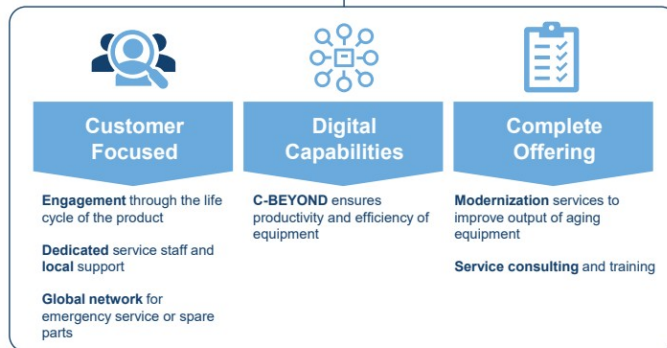 Customer
Focused
Engagement through the life
cycle of the product
Dedicated service staff and
local support
Global network for
emergency service or spare
parts
Digital
Capabilities
C-BEYOND ensures
productivity and efficiency of
equipment
Complete
Offering
Modernization services to
improve output of aging
equipment
Service consulting and training